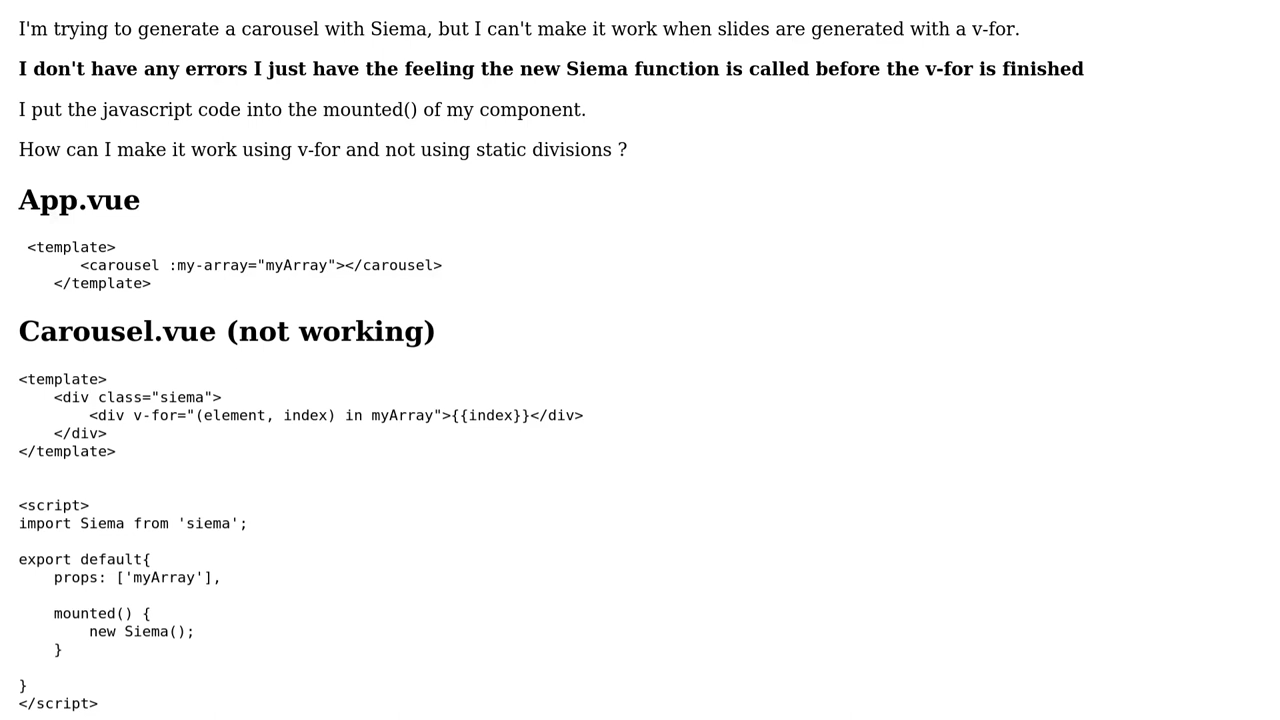 I'm trying to generate a carousel with Siema, but I can't make it work when slides are generated with a v-for.
I don't have any errors I just have the feeling the new Siema function is called before the v-for is finished
I put the javascript code into the mounted() of my component.
How can I make it work using v-for and not using static divisions ?
App.vue
<template>
<carousel :my-array="myArray"></carousel>
</template>
Carousel.vue (not working)
<template>
<div class="siema">
<div v-for="(element, index) in myArray">{{index}}</div>
</div>
</template>
<script>
import Siema from 'siema';
export default{
props: ['myArray'],
mounted() {
new Siema();
}
}
</script>